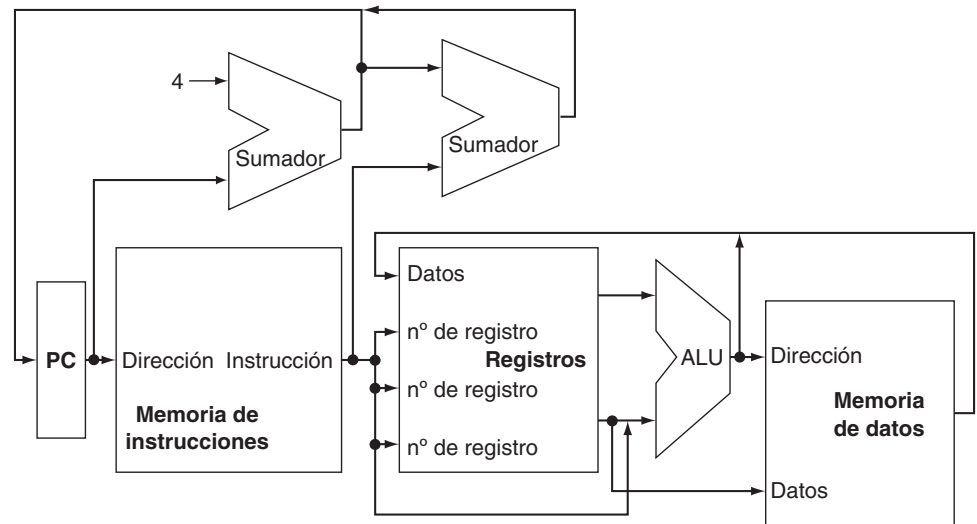 4
Sumador
Sumador
PC
Dirección Instrucción
Memoria de
instrucciones
Datos
nº de registro
Registros
nº de registro
nº de registro
ALU
Dirección
Memoria
de datos
Datos